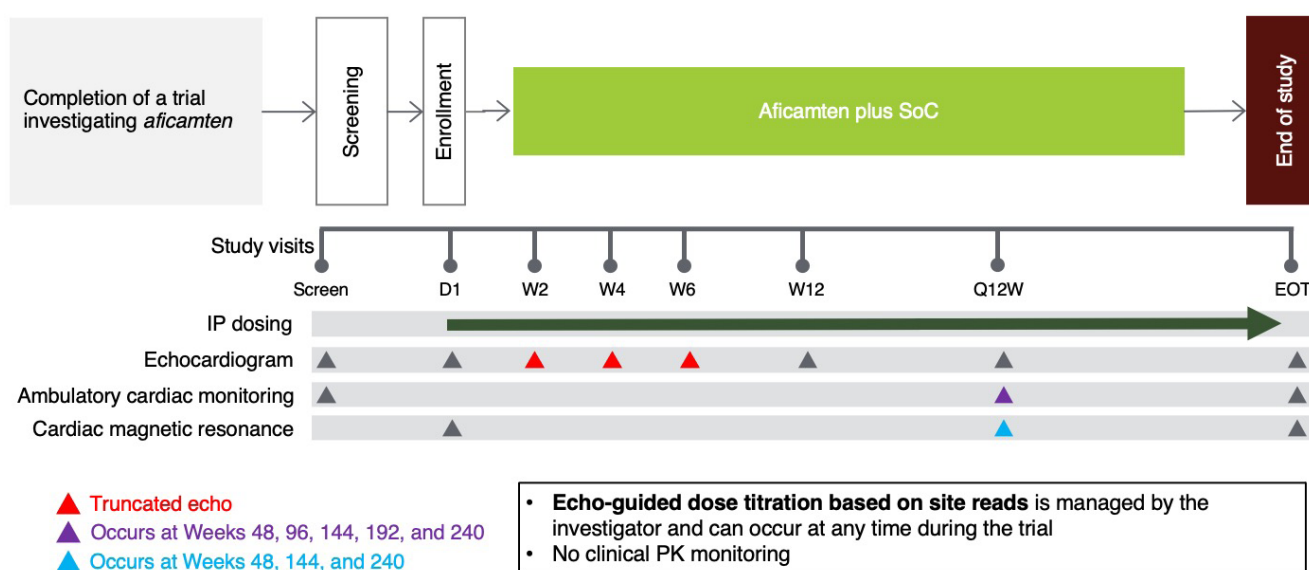 Completion of a trial
investigating aficamten
Screening
Enrollment
Aficamten plus SoC
End of study
Study visits
Screen D1 W2 W4 W6 W12 Q12W EOT
IP dosing
Echocardiogram
Ambulatory cardiac monitoring
Cardiac magnetic resonance
Truncated echo
Occurs at Weeks 48, 96, 144, 192, and 240
Occurs at Weeks 48, 144, and 240
• Echo-guided dose titration based on site reads is managed by the
investigator and can occur at any time during the trial
• No clinical PK monitoring